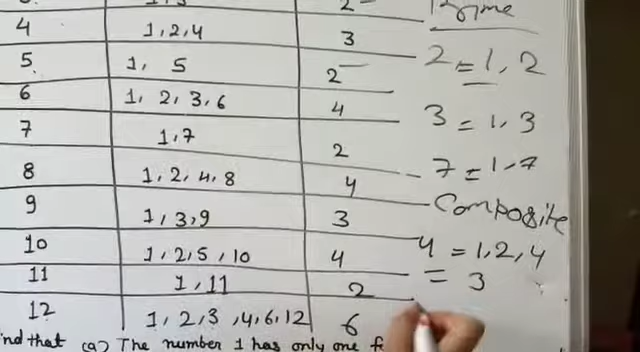 2 Prime
4 1,2,4 3
2 = 1, 2
5 1, 5 2
6 1, 2, 3, 6 4
3 = 1, 3
7 1,7 2
7 = 1,7
8 1, 2, 4, 8 4
Composite
9 1,3,9 3
10 1,2,5,10 4
4 = 1,2,4
11 1,11 2
= 3
12 1, 2, 3, 4, 6, 12 6
ind that (a) The number 1 has only one f